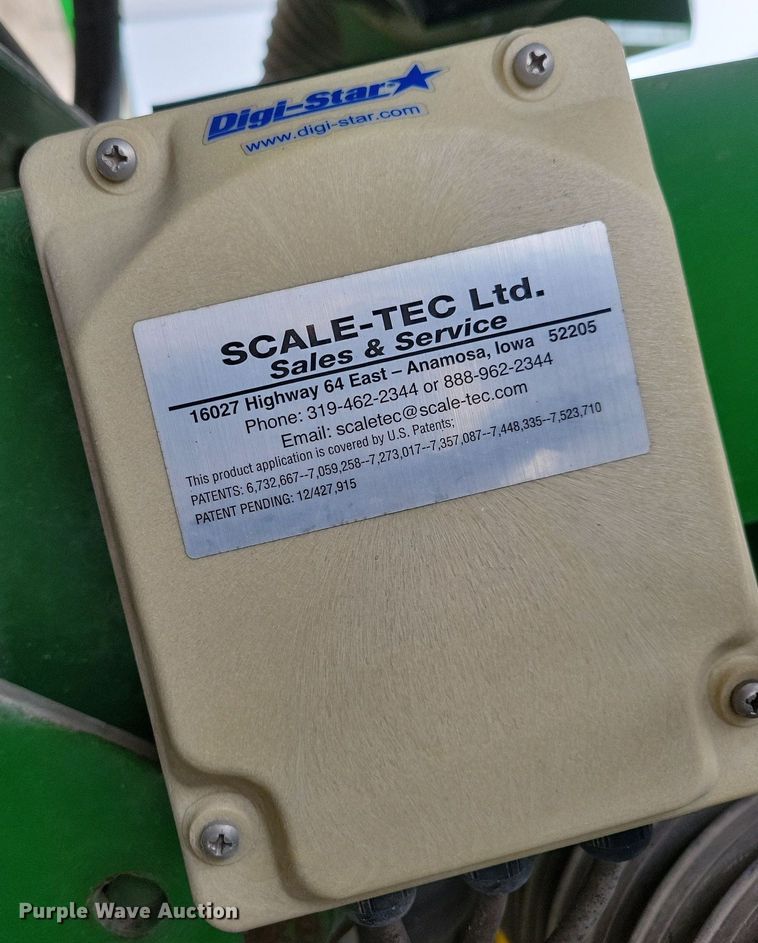 Digi-Star
www.digi-star.com
SCALE-TEC Ltd.
Sales & Service
16027 Highway 64 East – Anamosa, Iowa 52205
Phone: 319-462-2344 or 888-962-2344
Email: scaletec@scale-tec.com
This product application is covered by U.S. Patents;
PATENTS: 6,732,667--7,059,258--7,273,017--7,357,087--7,448,335--7,523,710
PATENT PENDING: 12/427,915
Purple Wave Auction